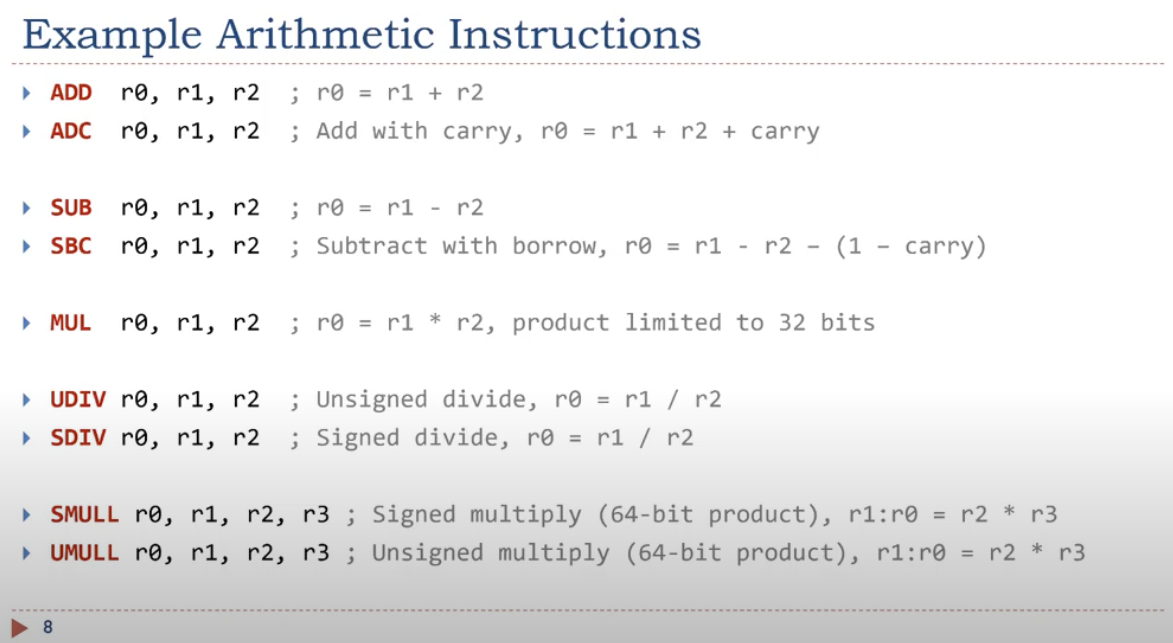 Example Arithmetic Instructions
ADD r0, r1, r2 ; r0 = r1 + r2
ADC r0, r1, r2 ; Add with carry, r0 = r1 + r2 + carry
SUB r0, r1, r2 ; r0 = r1 - r2
SBC r0, r1, r2 ; Subtract with borrow, r0 = r1 - r2 – (1 – carry)
MUL r0, r1, r2 ; r0 = r1 * r2, product limited to 32 bits
UDIV r0, r1, r2 ; Unsigned divide, r0 = r1 / r2
SDIV r0, r1, r2 ; Signed divide, r0 = r1 / r2
SMULL r0, r1, r2, r3 ; Signed multiply (64-bit product), r1:r0 = r2 * r3
UMULL r0, r1, r2, r3 ; Unsigned multiply (64-bit product), r1:r0 = r2 * r3
8